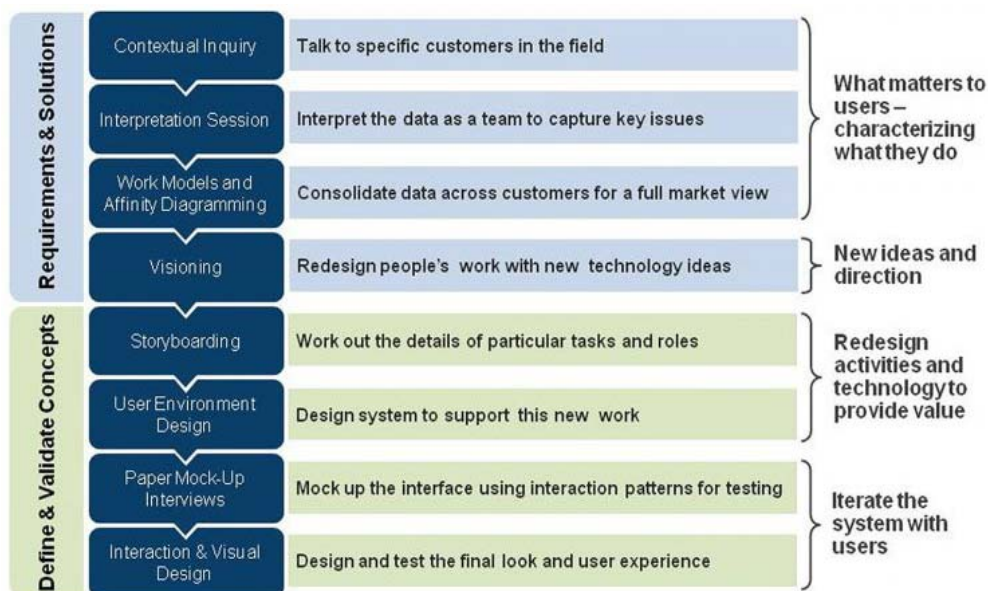 Requirements & Solutions
Contextual Inquiry
Talk to specific customers in the field
Interpretation Session
Interpret the data as a team to capture key issues
Work Models and
Affinity Diagramming
Consolidate data across customers for a full market view
What matters to
users –
characterizing
what they do
Visioning
Redesign people's work with new technology ideas
New ideas and
direction
Define & Validate Concepts
Storyboarding
Work out the details of particular tasks and roles
User Environment
Design
Design system to support this new work
Redesign
activities and
technology to
provide value
Paper Mock-Up
Interviews
Mock up the interface using interaction patterns for testing
Interaction & Visual
Design
Design and test the final look and user experience
Iterate the
system with
users